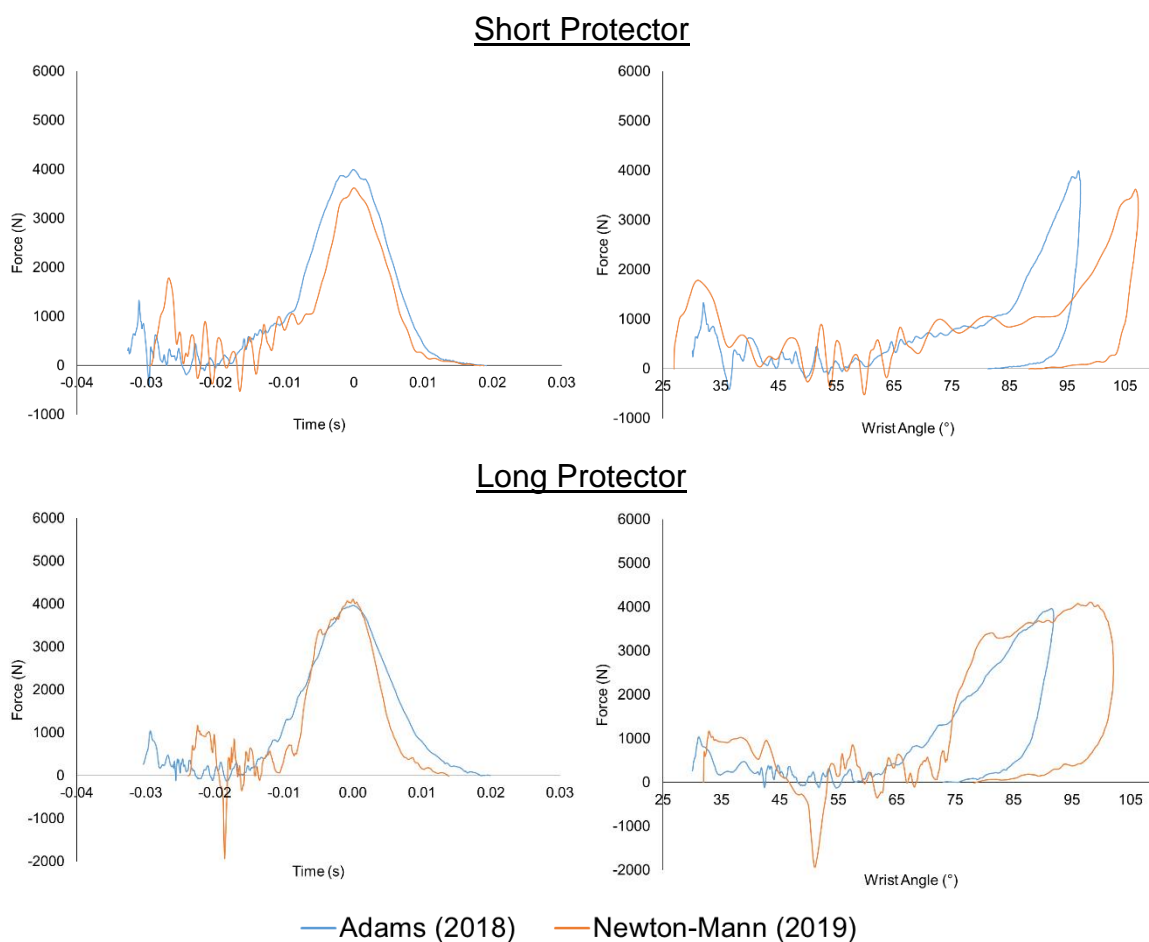 Short Protector
6000
5000
4000
3000
2000
1000
0
-1000
Force (N)
-0.04 -0.03 -0.02 -0.01 0 0.01 0.02 0.03
Time (s)
6000
5000
4000
3000
2000
1000
0
-1000
Force (N)
25 35 45 55 65 75 85 95 105
Wrist Angle (°)
Long Protector
6000
5000
4000
3000
2000
1000
0
-1000
-2000
Force (N)
-0.04 -0.03 -0.02 -0.01 0.00 0.01 0.02 0.03
Time (s)
6000
5000
4000
3000
2000
1000
0
-1000
-2000
Force (N)
25 35 45 55 65 75 85 95 105
Wrist Angle (°)
Adams (2018) Newton-Mann (2019)